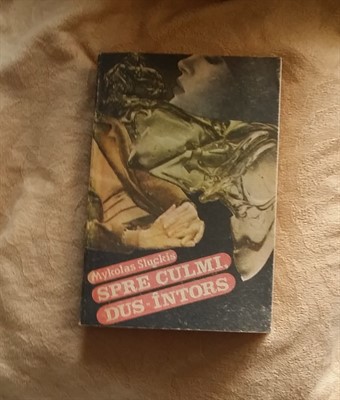 Mykolas Sluckis
SPRE CULMI,
DUS-ÎNTORS